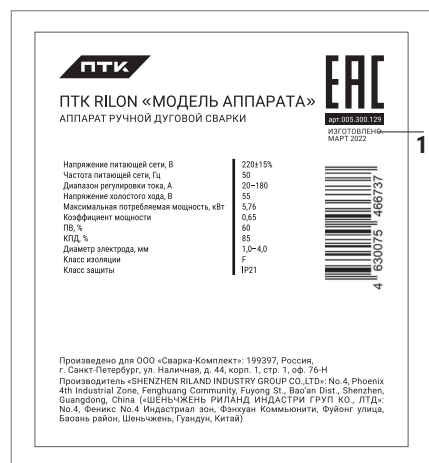 ПТК
EAC
ПТК RILON «МОДЕЛЬ АППАРАТА»
АППАРАТ РУЧНОЙ ДУГОВОЙ СВАРКИ
арт.005.300.129
ИЗГОТОВЛЕНО:
МАРТ 2022
1
Напряжение питающей сети, В 220±15%
Частота питающей сети, Гц 50
Диапазон регулировки тока, А 20–180
Напряжение холостого хода, В 55
Максимальная потребляемая мощность, кВт 5,76
Коэффициент мощности 0,65
ПВ, % 60
КПД, % 85
Диаметр электрода, мм 1,0–4,0
Класс изоляции F
Класс защиты IP21
4 630075 466737
Произведено для ООО «Сварка-Комплект»: 199397, Россия,
г. Санкт-Петербург, ул. Наличная, д. 44, корп. 1, стр. 1, оф. 76-Н
Производитель «SHENZHEN RILAND INDUSTRY GROUP CO.,LTD»: No.4, Phoenix
4th Industrial Zone, Fenghuang Community, Fuyong St., Bao’an Dist., Shenzhen,
Guangdong, China («ШЕНЬЧЖЕНЬ РИЛАНД ИНДАСТРИ ГРУП КО., ЛТД»:
No.4, Феникс No.4 Индастриал зон, Фэнхуан Коммьюнити, Фуйонг улица,
Баоань район, Шеньчжень, Гуандун, Китай)